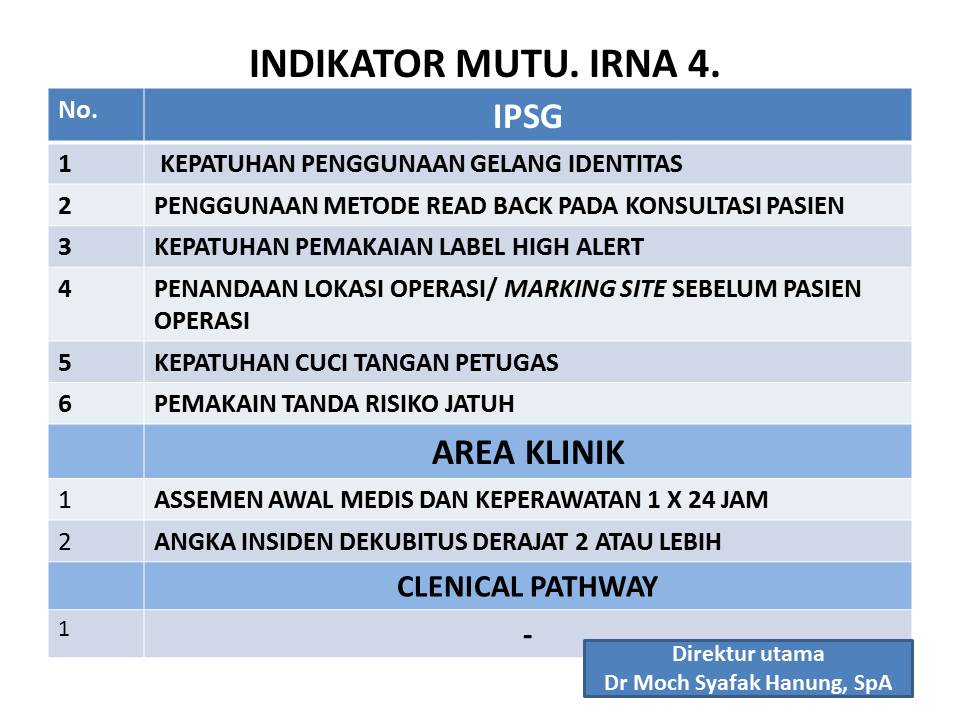 INDIKATOR MUTU. IRNA 4.
No. IPSG
1 KEPATUHAN PENGGUNAAN GELANG IDENTITAS
2 PENGGUNAAN METODE READ BACK PADA KONSULTASI PASIEN
3 KEPATUHAN PEMAKAIAN LABEL HIGH ALERT
4 PENANDAAN LOKASI OPERASI/ MARKING SITE SEBELUM PASIEN
OPERASI
5 KEPATUHAN CUCI TANGAN PETUGAS
6 PEMAKAIN TANDA RISIKO JATUH
AREA KLINIK
1 ASSEMEN AWAL MEDIS DAN KEPERAWATAN 1 X 24 JAM
2 ANGKA INSIDEN DEKUBITUS DERAJAT 2 ATAU LEBIH
CLENICAL PATHWAY
1 -
Direktur utama
Dr Moch Syafak Hanung, SpA